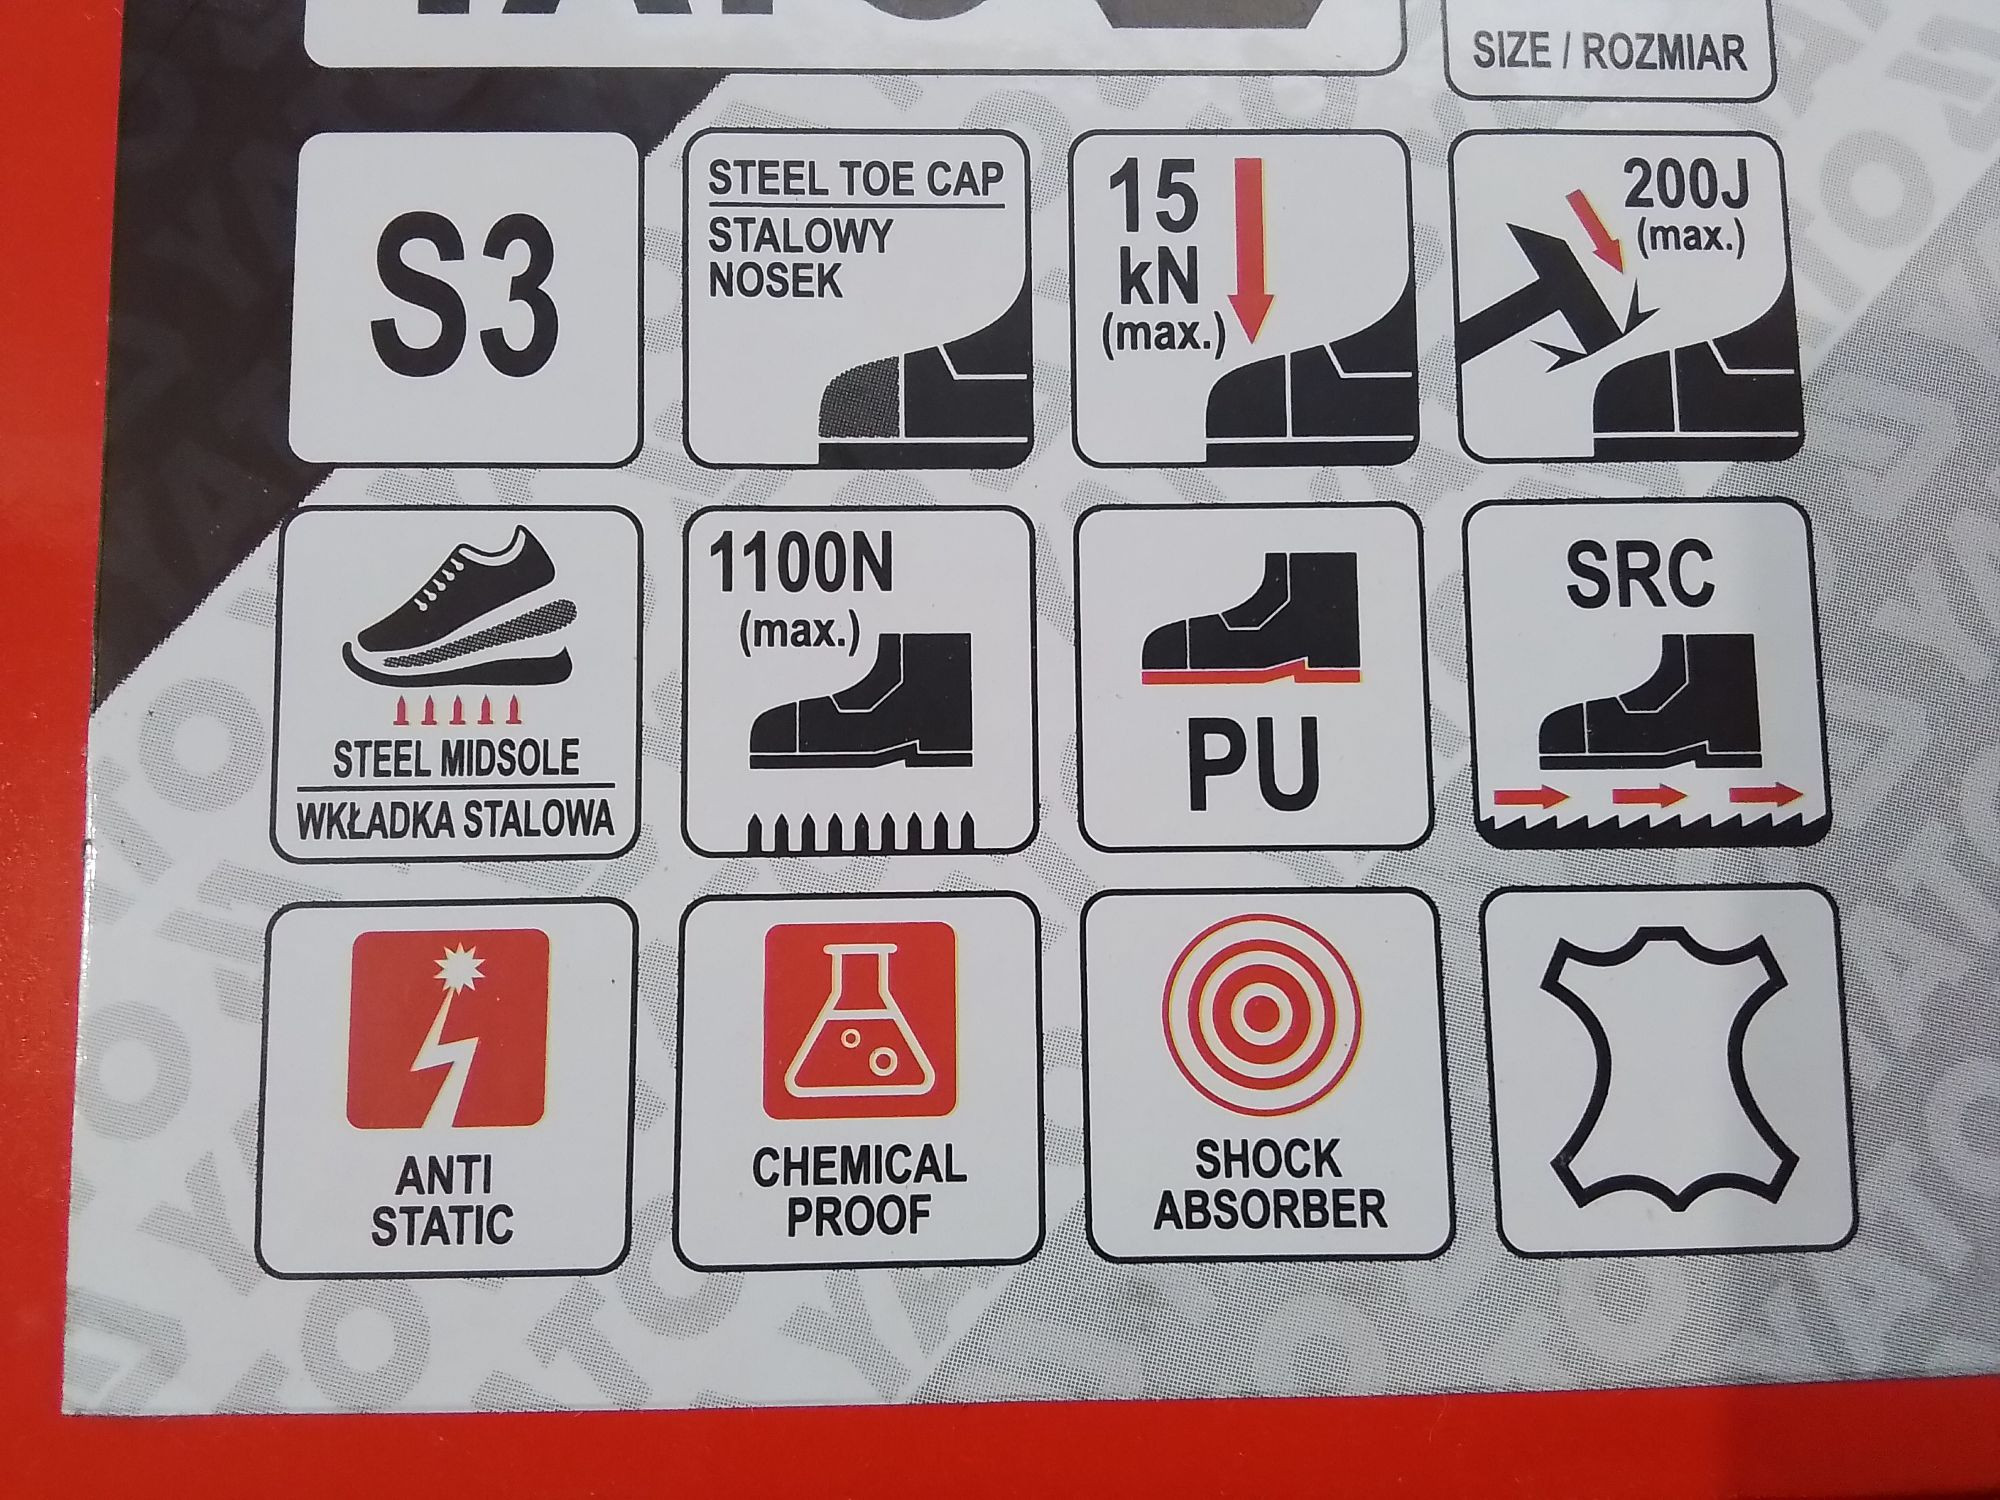 SIZE / ROZMIAR
S3
STEEL TOE CAP
STALOWY
NOSEK
15
kN
(max.)
200J
(max.)
STEEL MIDSOLE
WKŁADKA STALOWA
1100N
(max.)
PU
SRC
ANTI
STATIC
CHEMICAL
PROOF
SHOCK
ABSORBER